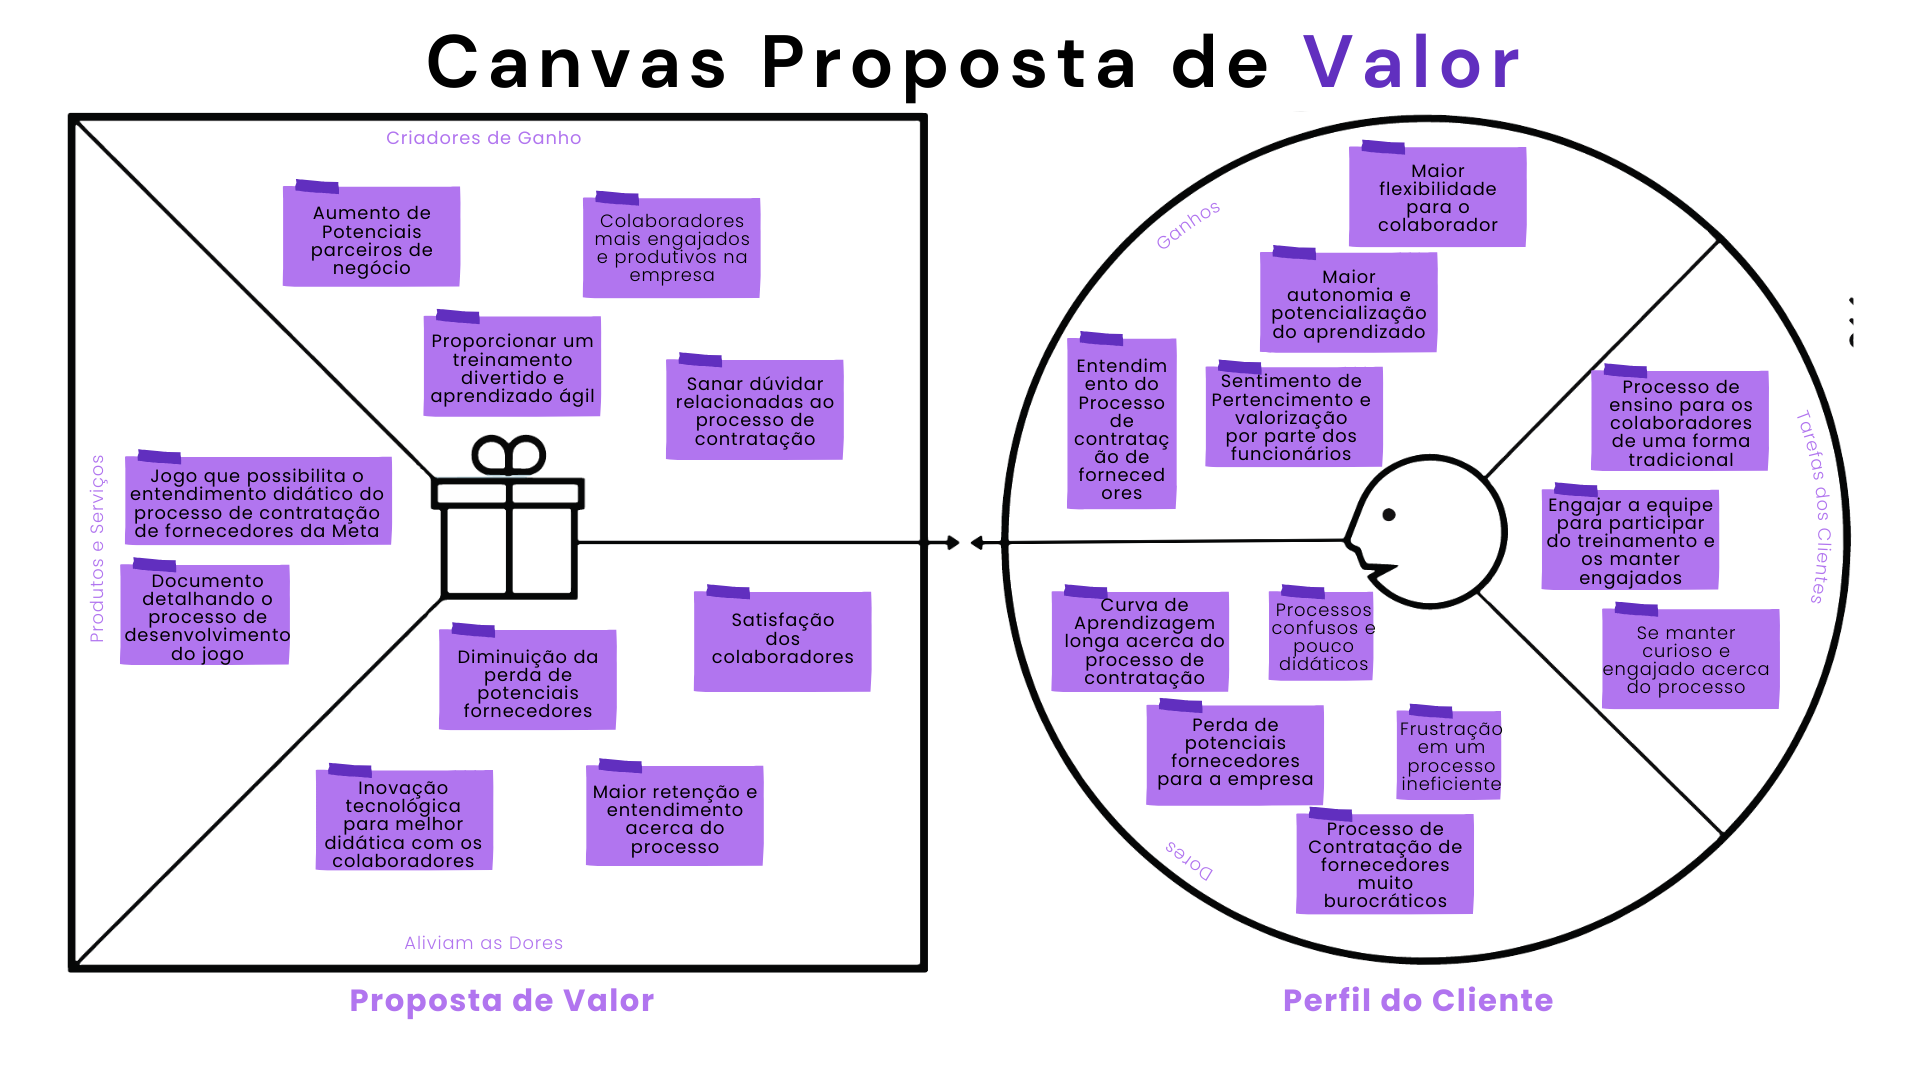 Canvas Proposta de Valor
Criadores de Ganho
Aumento de
Potenciais
parceiros de
negócio
Colaboradores
mais engajados
e produtivos na
empresa
Proporcionar um
treinamento
divertido e
aprendizado ágil
Sanar dúvidar
relacionadas ao
processo de
contratação
Produtos e Serviços
Jogo que possibilita o
entendimento didático do
processo de contratação
de fornecedores da Meta
Documento
detalhando o
processo de
desenvolvimento
do jogo
Diminuição da
perda de
potenciais
fornecedores
Satisfação
dos
colaboradores
Inovação
tecnológica
para melhor
didática com os
colaboradores
Maior retenção e
entendimento
acerca do
processo
Aliviam as Dores
Proposta de Valor
Ganhos
Maior
flexibilidade
para o
colaborador
Maior
autonomia e
potencialização
do aprendizado
Entendim
ento do
Processo
de
contrataç
ão de
forneced
ores
Sentimento de
Pertencimento e
valorização
por parte dos
funcionários
Processo de
ensino para os
colaboradores
de uma forma
tradicional
Engajar a equipe
para participar
do treinamento e
os manter
engajados
Se manter
curioso e
engajado acerca
do processo
Tarefas dos Clientes
Curva de
Aprendizagem
longa acerca do
processo de
contratação
Processos
confusos e
pouco
didáticos
Perda de
potenciais
fornecedores
para a empresa
Frustração
em um
processo
ineficiente
Processo de
Contratação de
fornecedores
muito
burocráticos
Dores
Perfil do Cliente